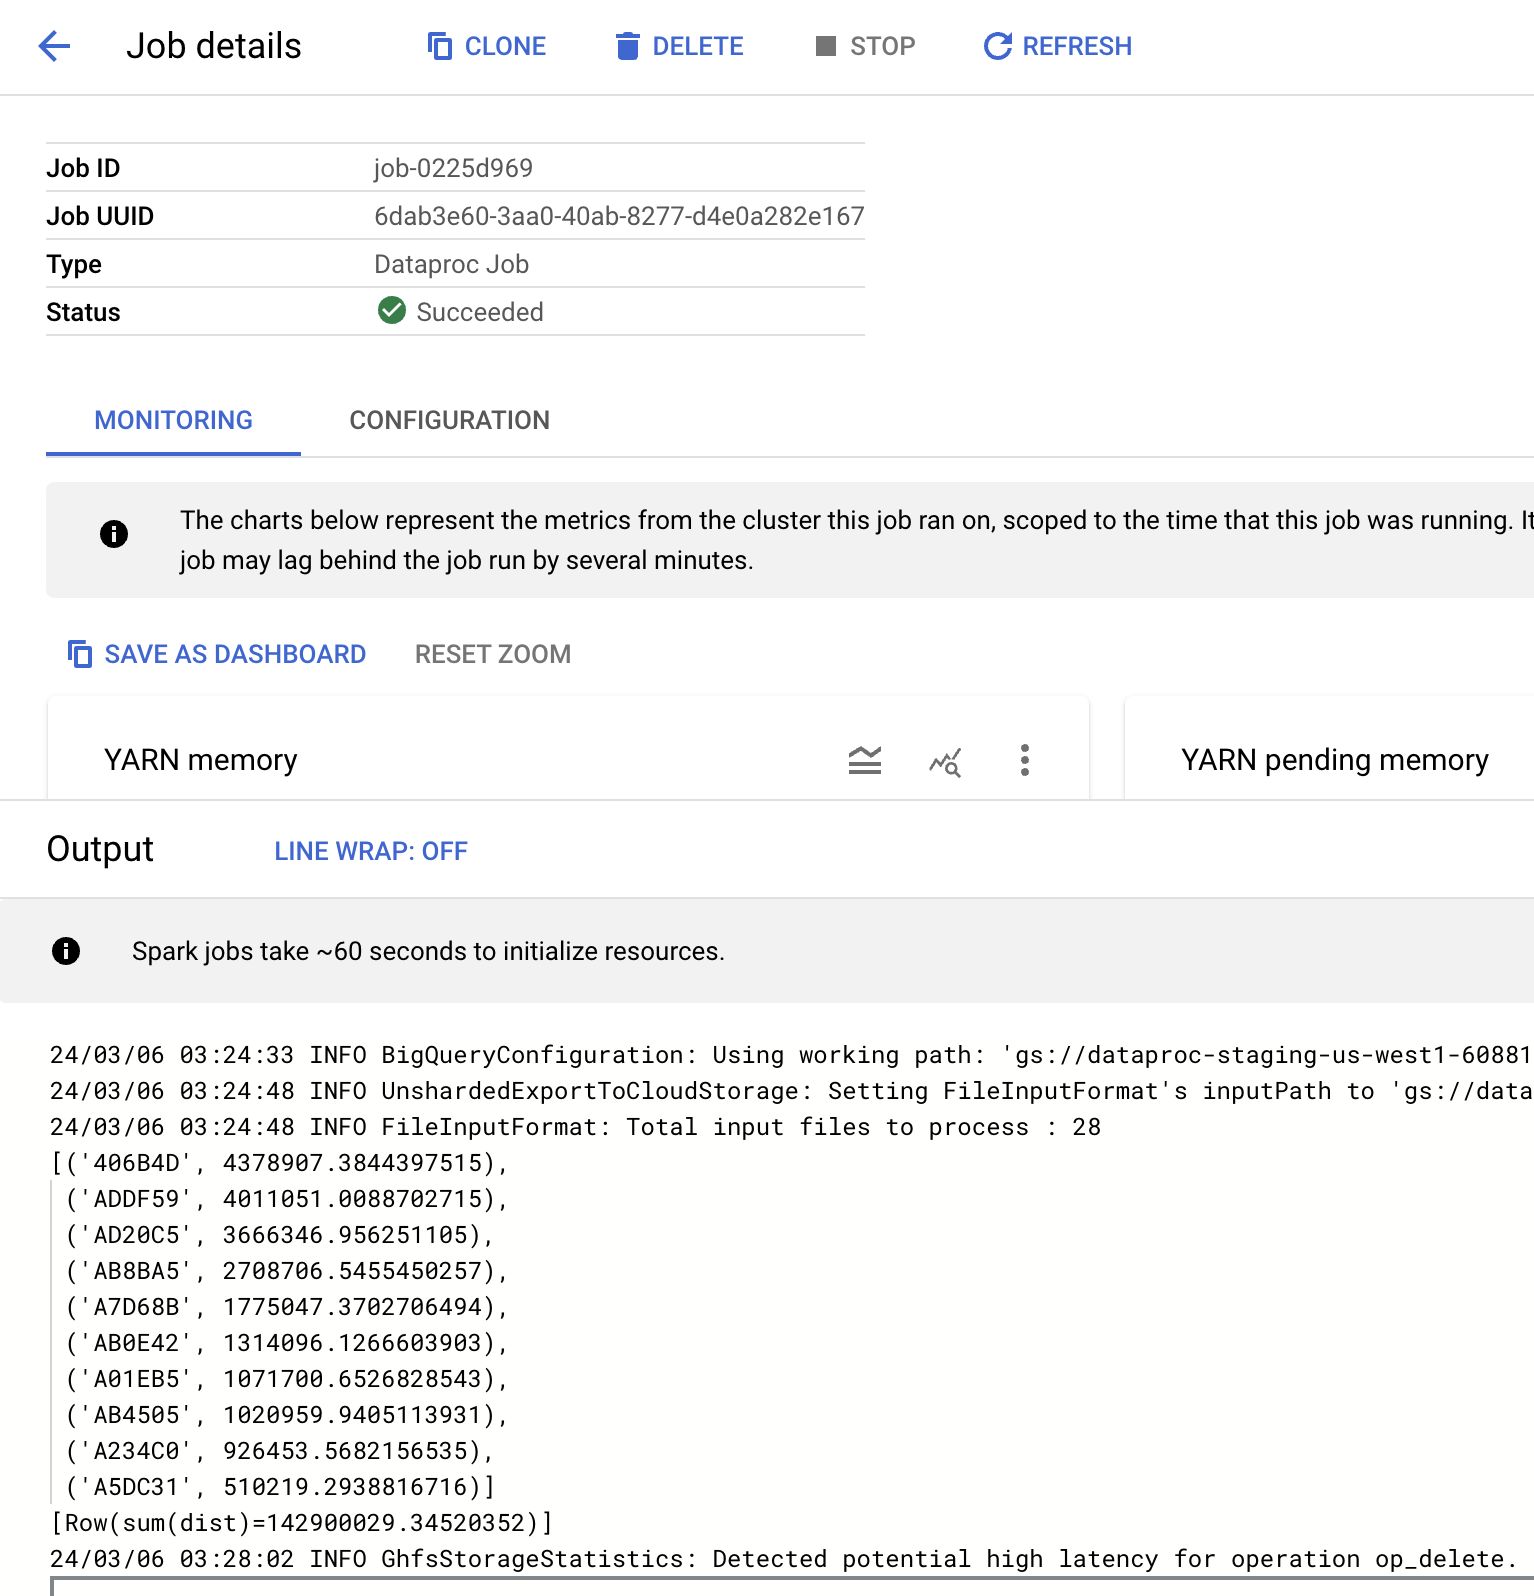 Job details CLONE DELETE STOP REFRESH
Job ID job-0225d969
Job UUID 6dab3e60-3aa0-40ab-8277-d4e0a282e167
Type Dataproc Job
Status Succeeded
MONITORING CONFIGURATION
The charts below represent the metrics from the cluster this job ran on, scoped to the time that this job was running. It
job may lag behind the job run by several minutes.
SAVE AS DASHBOARD RESET ZOOM
YARN memory YARN pending memory
Output LINE WRAP: OFF
Spark jobs take ~60 seconds to initialize resources.
24/03/06 03:24:33 INFO BigQueryConfiguration: Using working path: 'gs://dataproc-staging-us-west1-60881
24/03/06 03:24:48 INFO UnshardedExportToCloudStorage: Setting FileInputFormat's inputPath to 'gs://data
24/03/06 03:24:48 INFO FileInputFormat: Total input files to process : 28
[('406B4D', 4378907.3844397515),
('ADDF59', 4011051.0088702715),
('AD20C5', 3666346.956251105),
('AB8BA5', 2708706.5455450257),
('A7D68B', 1775047.3702706494),
('AB0E42', 1314096.1266603903),
('A01EB5', 1071700.6526828543),
('AB4505', 1020959.9405113931),
('A234C0', 926453.5682156535),
('A5DC31', 510219.2938816716)]
[Row(sum(dist)=142900029.34520352)]
24/03/06 03:28:02 INFO GhfsStorageStatistics: Detected potential high latency for operation op_delete.